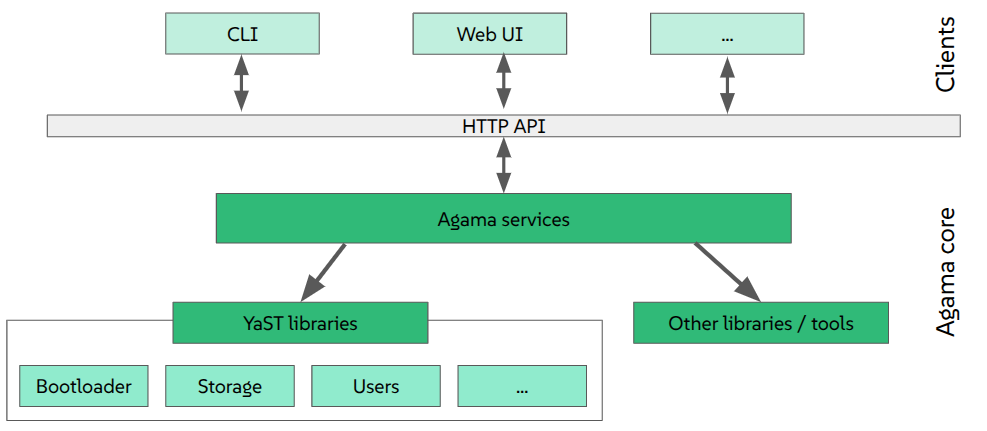 CLI
Web UI
...
Clients
HTTP API
Agama services
Agama core
YaST libraries
Other libraries / tools
Bootloader
Storage
Users
...